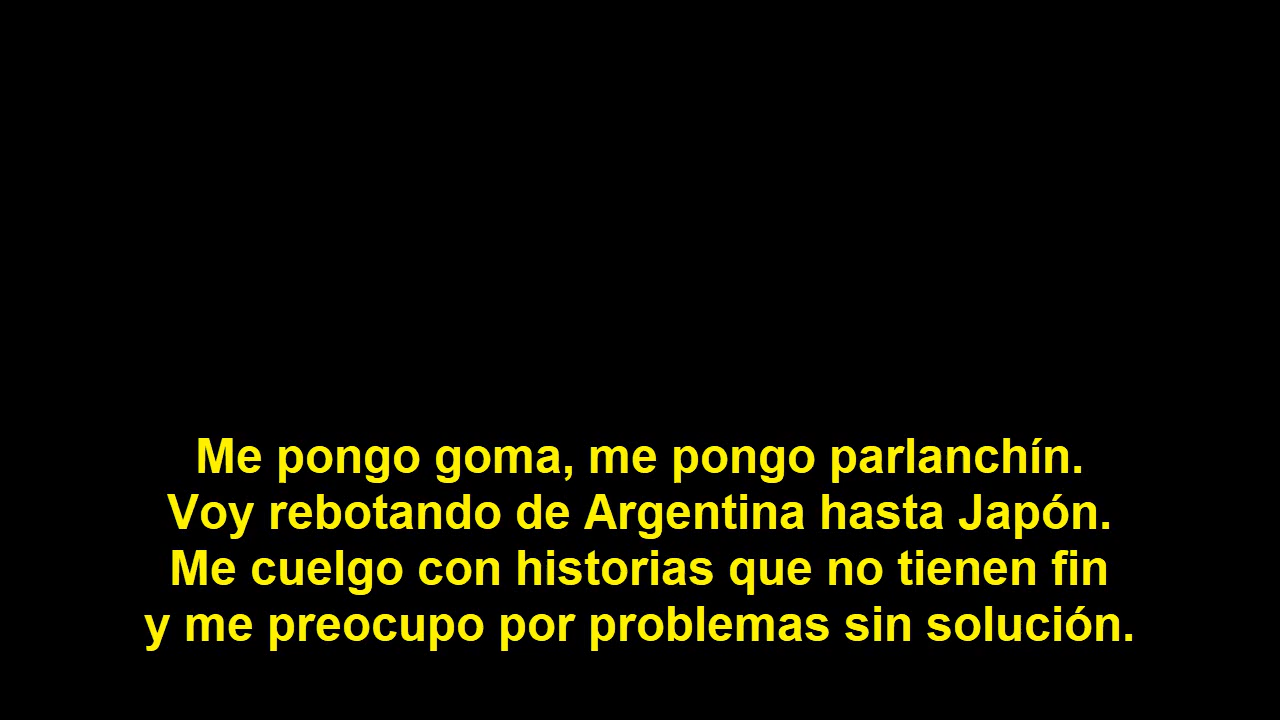 Me pongo goma, me pongo parlanchín.
Voy rebotando de Argentina hasta Japón.
Me cuelgo con historias que no tienen fin
y me preocupo por problemas sin solución.